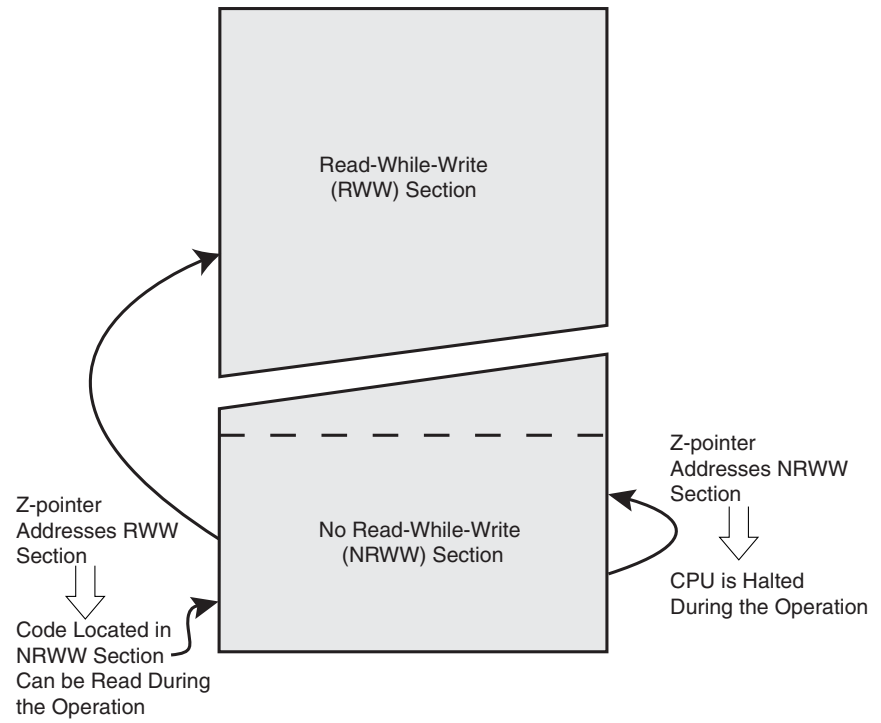 Read-While-Write
(RWW) Section
Z-pointer
Addresses NRWW
Section
Z-pointer
Addresses RWW
Section
No Read-While-Write
(NRWW) Section
CPU is Halted
During the Operation
Code Located in
NRWW Section
Can be Read During
the Operation